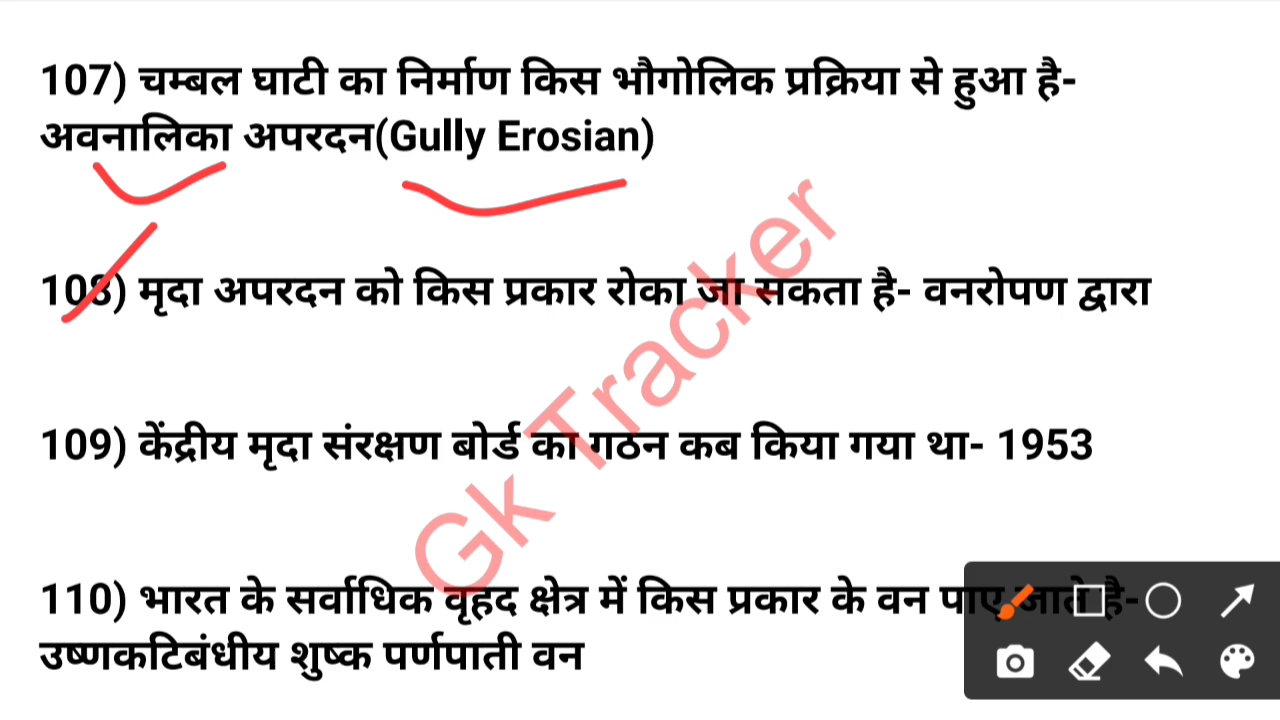 107) चम्बल घाटी का निर्माण किस भौगोलिक प्रक्रिया से हुआ है-
अवनालिका अपरदन(Gully Erosian)
108) मृदा अपरदन को किस प्रकार रोका जा सकता है- वनरोपण द्वारा
109) केंद्रीय मृदा संरक्षण बोर्ड का गठन कब किया गया था- 1953
110) भारत के सर्वाधिक वृहद क्षेत्र में किस प्रकार के वन पाए जाते है-
उष्णकटिबंधीय शुष्क पर्णपाती वन
Gk Tracker